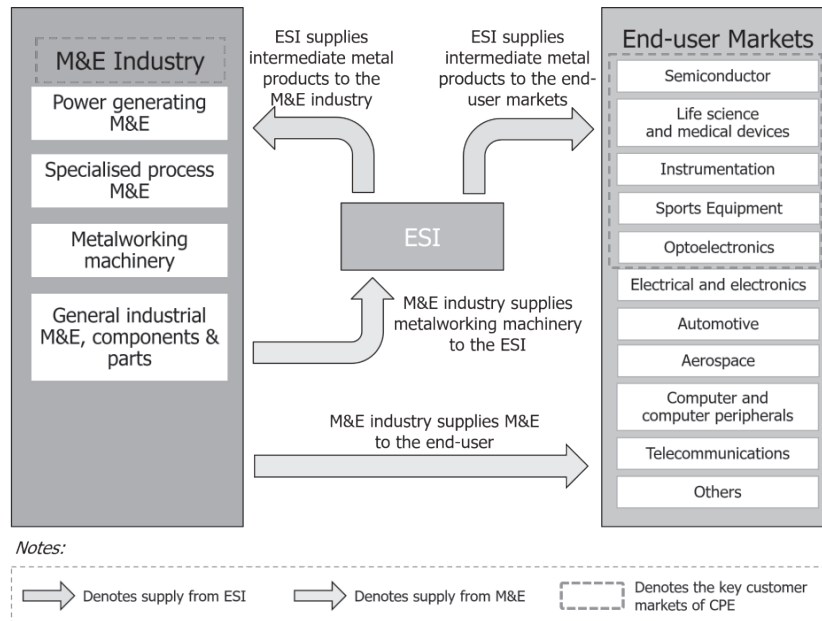 M&E Industry
Power generating
M&E
Specialised process
M&E
Metalworking
machinery
General industrial
M&E, components &
parts
ESI supplies
intermediate metal
products to the
M&E industry
ESI supplies
intermediate metal
products to the end-
user markets
ESI
M&E industry supplies
metalworking machinery
to the ESI
M&E industry supplies M&E
to the end-user
End-user Markets
Semiconductor
Life science
and medical devices
Instrumentation
Sports Equipment
Optoelectronics
Electrical and electronics
Automotive
Aerospace
Computer and
computer peripherals
Telecommunications
Others
Notes:
Denotes supply from ESI
Denotes supply from M&E
Denotes the key customer
markets of CPE